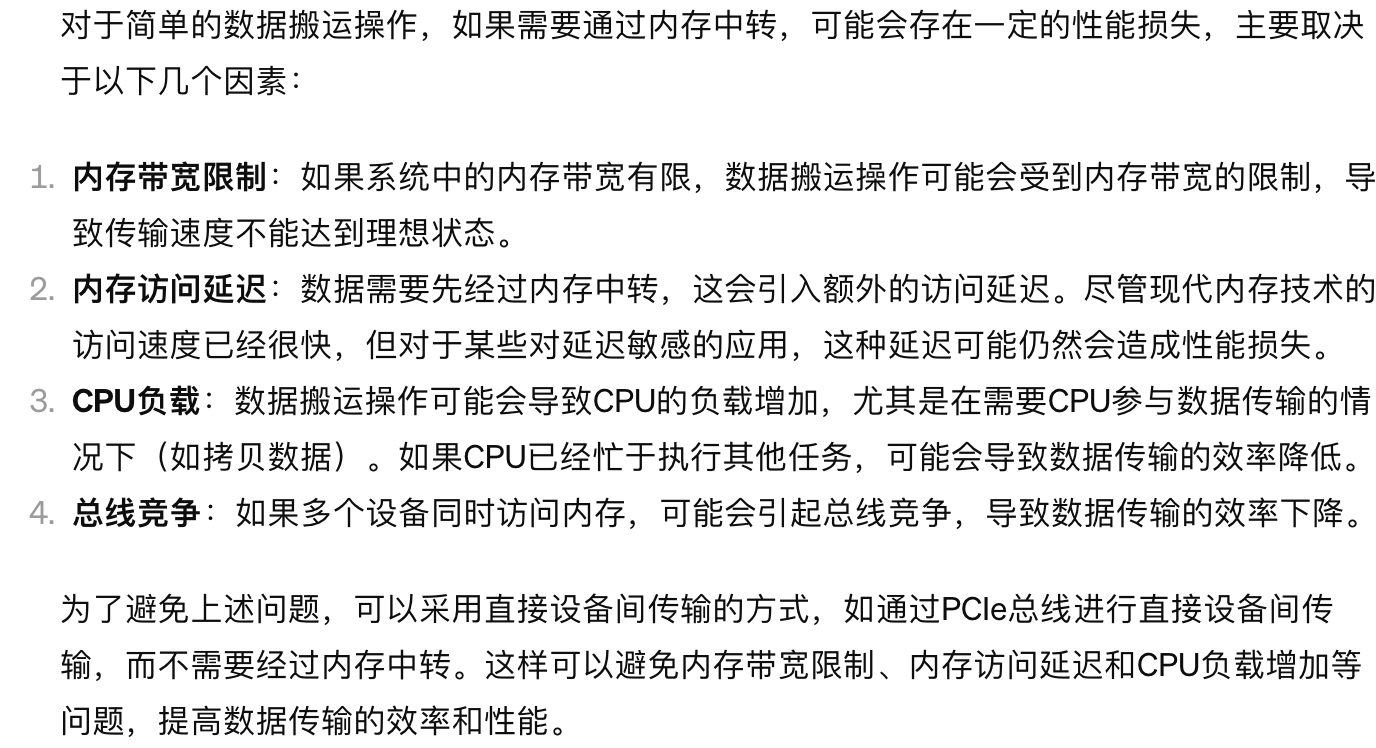 对于简单的数据搬运操作，如果需要通过内存中转，可能会存在一定的性能损失，主要取决
于以下几个因素：
1. 内存带宽限制：如果系统中的内存带宽有限，数据搬运操作可能会受到内存带宽的限制，导
致传输速度不能达到理想状态。
2. 内存访问延迟：数据需要先经过内存中转，这会引入额外的访问延迟。尽管现代内存技术的
访问速度已经很快，但对于某些对延迟敏感的应用，这种延迟可能仍然会造成性能损失。
3. CPU负载：数据搬运操作可能会导致CPU的负载增加，尤其是在需要CPU参与数据传输的情
况下（如拷贝数据）。如果CPU已经忙于执行其他任务，可能会导致数据传输的效率降低。
4. 总线竞争：如果多个设备同时访问内存，可能会引起总线竞争，导致数据传输的效率下降。
为了避免上述问题，可以采用直接设备间传输的方式，如通过PCIe总线进行直接设备间传
输，而不需要经过内存中转。这样可以避免内存带宽限制、内存访问延迟和CPU负载增加等
问题，提高数据传输的效率和性能。